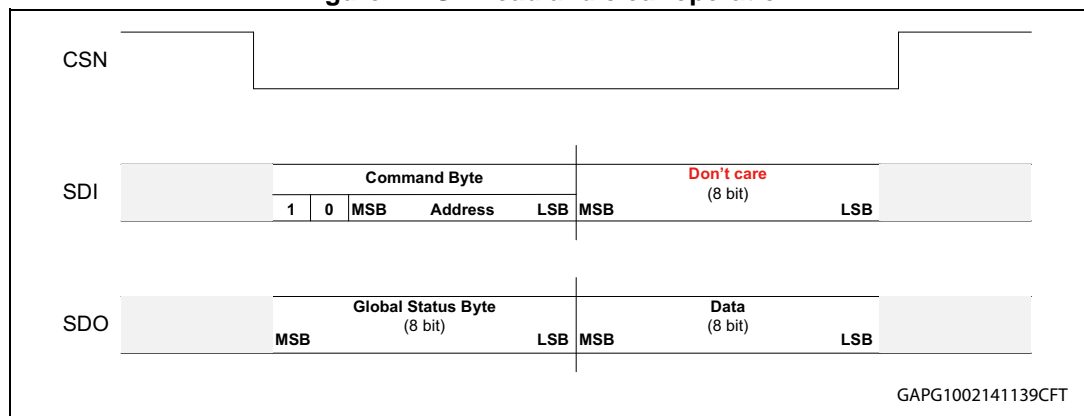 CSN
SDI
Command Byte
Don't care
(8 bit)
1 0 MSB Address LSB MSB LSB
SDO
Global Status Byte
(8 bit)
Data
(8 bit)
MSB LSB MSB LSB
GAPG1002141139CFT